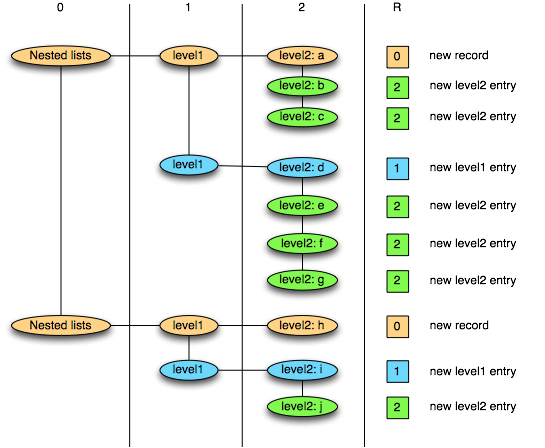 0 1 2 R
Nested lists level1 level2: a 0 new record
level2: b 2 new level2 entry
level2: c 2 new level2 entry
level1 level2: d 1 new level1 entry
level2: e 2 new level2 entry
level2: f 2 new level2 entry
level2: g 2 new level2 entry
Nested lists level1 level2: h 0 new record
level1 level2: i 1 new level1 entry
level2: j 2 new level2 entry